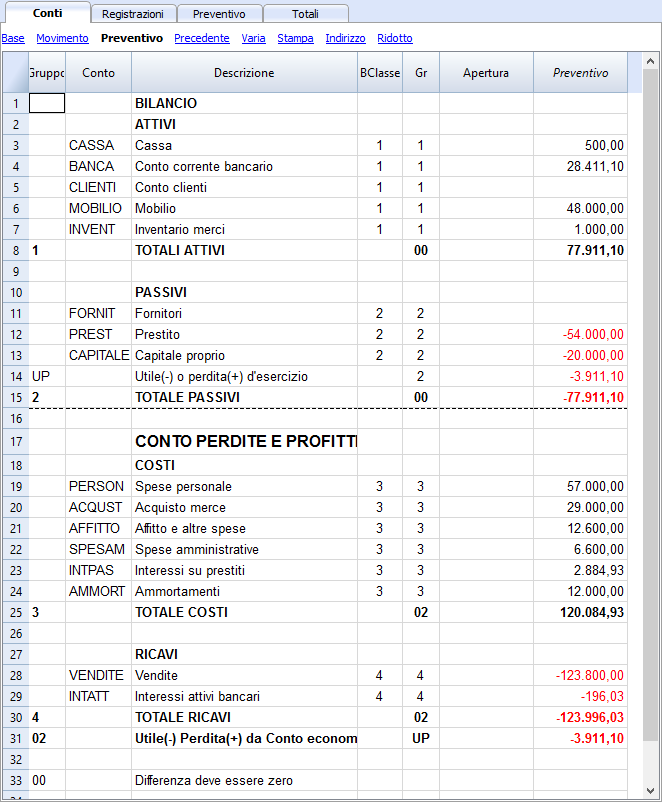 Conti Registrazioni Preventivo Totali
Base Movimento Preventivo Precedente Varia Stampa Indirizzo Ridotto
Gruppo Conto Descrizione BClasse Gr Apertura Preventivo
1 BILANCIO
2 ATTIVI
3 CASSA Cassa 1 1 500,00
4 BANCA Conto corrente bancario 1 1 28.411,10
5 CLIENTI Conto clienti 1 1
6 MOBILIO Mobilio 1 1 48.000,00
7 INVENT Inventario merci 1 1 1.000,00
8 1 TOTALI ATTIVI 00 77.911,10
9
10 PASSIVI
11 FORNIT Fornitori 2 2
12 PREST Prestito 2 2 -54.000,00
13 CAPITALE Capitale proprio 2 2 -20.000,00
14 UP Utile(-) o perdita(+) d'esercizio 2 -3.911,10
15 2 TOTALE PASSIVI 00 -77.911,10
16
17 CONTO PERDITE E PROFITTI
18 COSTI
19 PERSON Spese personale 3 3 57.000,00
20 ACQUST Acquisto merce 3 3 29.000,00
21 AFFITTO Affitto e altre spese 3 3 12.600,00
22 SPESAM Spese amministrative 3 3 6.600,00
23 INTPAS Interessi su prestiti 3 3 2.884,93
24 AMMORT Ammortamenti 3 3 12.000,00
25 3 TOTALE COSTI 02 120.084,93
26
27 RICAVI
28 VENDITE Vendite 4 4 -123.800,00
29 INTATT Interessi attivi bancari 4 4 -196,03
30 4 TOTALE RICAVI 02 -123.996,03
31 02 Utile(-) Perdita(+) da Conto econom UP -3.911,10
32
33 00 Differenza deve essere zero